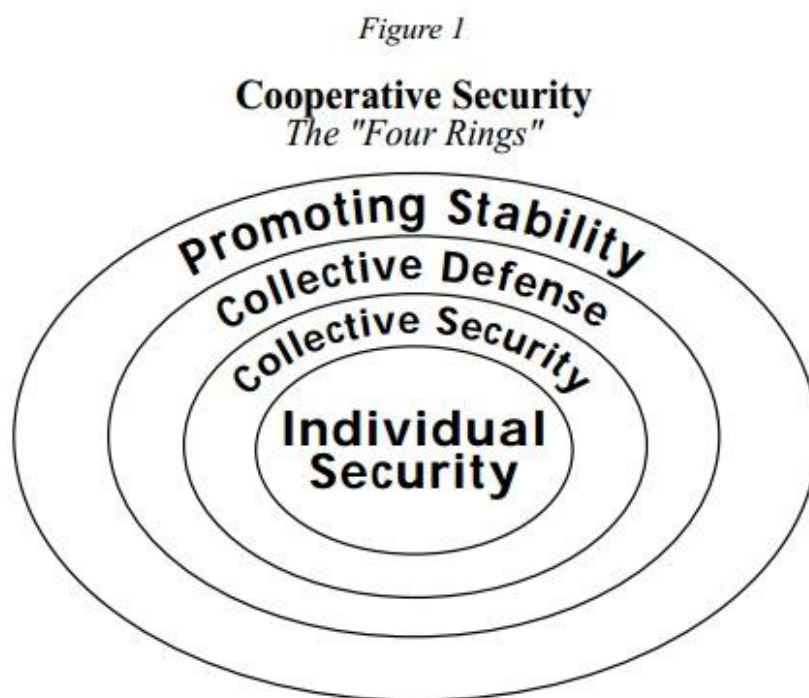 Figure 1
Cooperative Security
The "Four Rings"
Promoting Stability
Collective Defense
Collective Security
Individual
Security